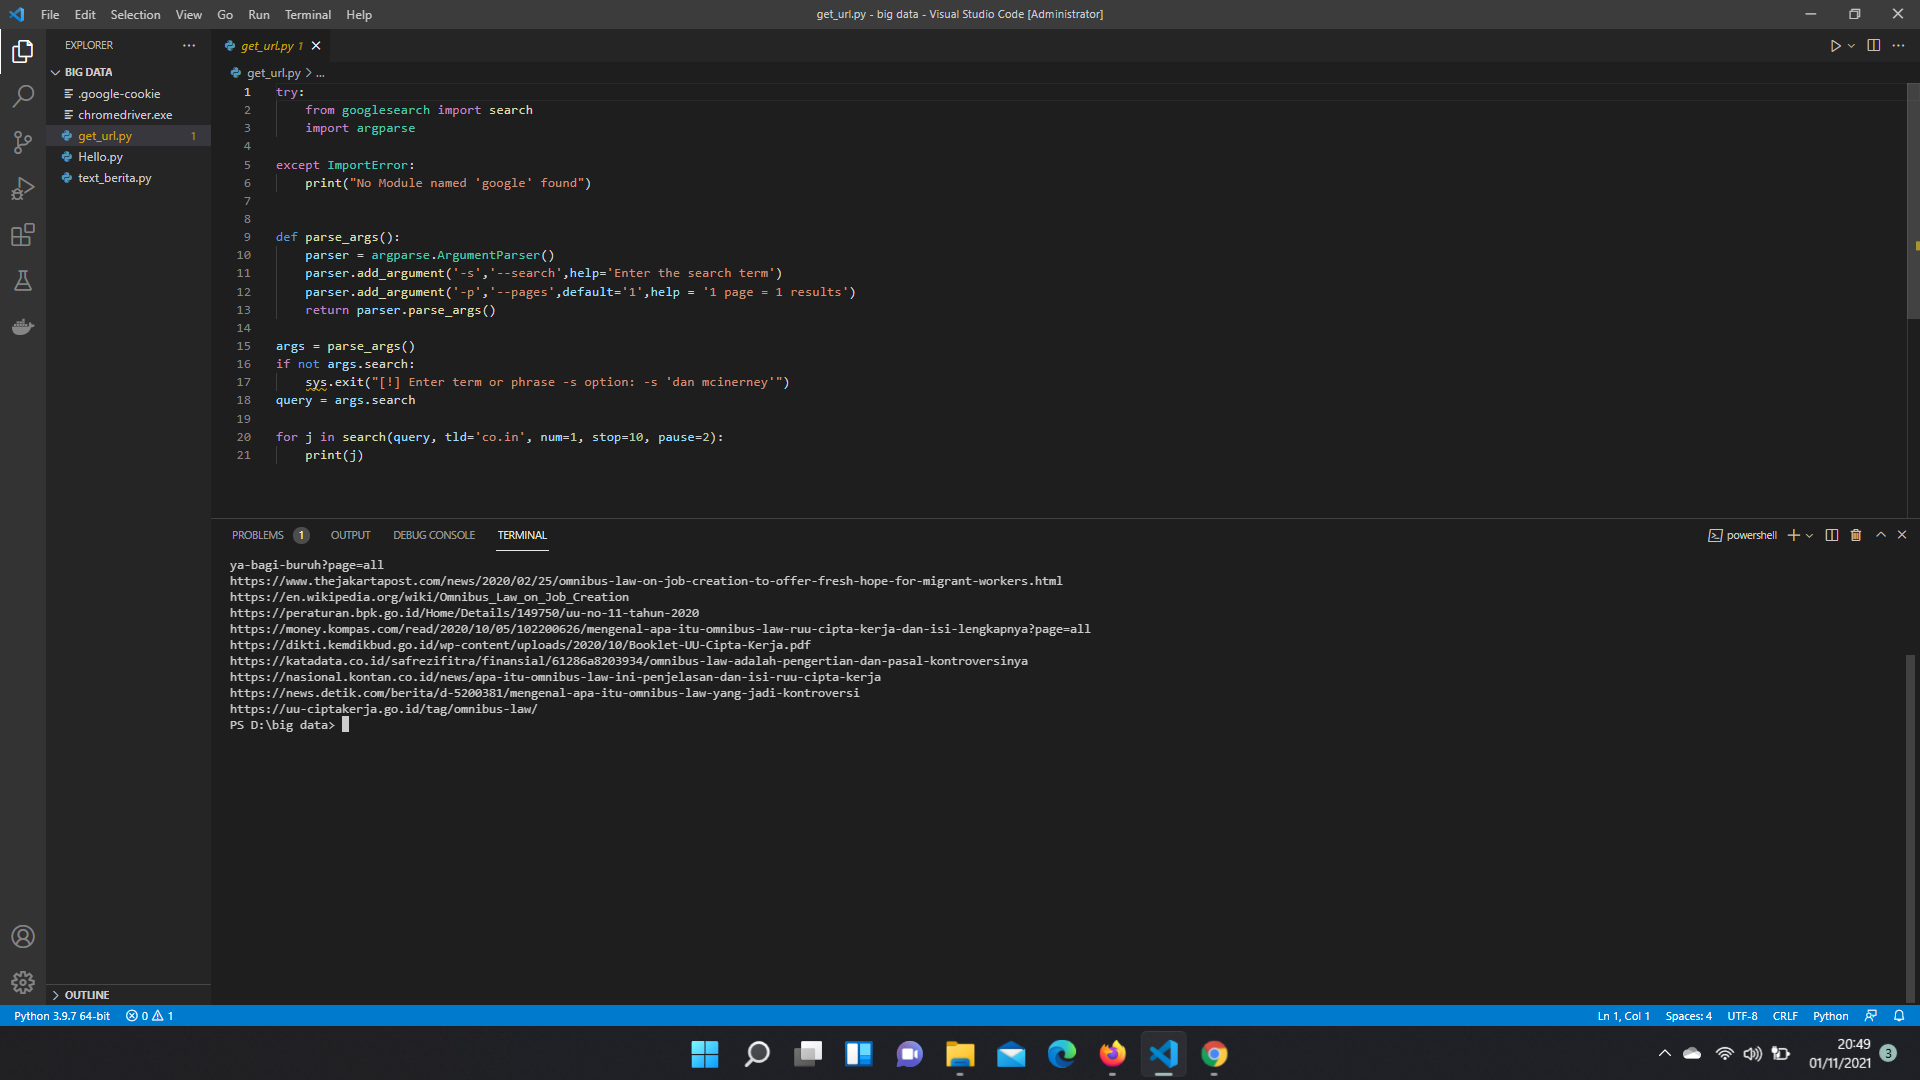 File Edit Selection View Go Run Terminal Help
get_url.py - big data - Visual Studio Code [Administrator]
EXPLORER
BIG DATA
.google-cookie
chromedriver.exe
get_url.py 1
Hello.py
text_berita.py
OUTLINE
get_url.py 1
get_url.py > ...
1 try:
2 from googlesearch import search
3 import argparse
4
5 except ImportError:
6 print("No Module named 'google' found")
7
8
9 def parse_args():
10 parser = argparse.ArgumentParser()
11 parser.add_argument('-s','--search',help='Enter the search term')
12 parser.add_argument('-p','--pages',default='1',help = '1 page = 1 results')
13 return parser.parse_args()
14
15 args = parse_args()
16 if not args.search:
17 sys.exit("[!] Enter term or phrase -s option: -s 'dan mcinerney'")
18 query = args.search
19
20 for j in search(query, tld='co.in', num=1, stop=10, pause=2):
21 print(j)
PROBLEMS 1 OUTPUT DEBUG CONSOLE TERMINAL
powershell
ya-bagi-buruh?page=all
https://www.thejakartapost.com/news/2020/02/25/omnibus-law-on-job-creation-to-offer-fresh-hope-for-migrant-workers.html
https://en.wikipedia.org/wiki/Omnibus_Law_on_Job_Creation
https://peraturan.bpk.go.id/Home/Details/149750/uu-no-11-tahun-2020
https://money.kompas.com/read/2020/10/05/102200626/mengenal-apa-itu-omnibus-law-ruu-cipta-kerja-dan-isi-lengkapnya?page=all
https://dikti.kemdikbud.go.id/wp-content/uploads/2020/10/Booklet-UU-Cipta-Kerja.pdf
https://katadata.co.id/safrezifitra/finansial/61286a8203934/omnibus-law-adalah-pengertian-dan-pasal-kontroversinya
https://nasional.kontan.co.id/news/apa-itu-omnibus-law-ini-penjelasan-dan-isi-ruu-cipta-kerja
https://news.detik.com/berita/d-5200381/mengenal-apa-itu-omnibus-law-yang-jadi-kontroversi
https://uu-ciptakerja.go.id/tag/omnibus-law/
PS D:\big data>
Python 3.9.7 64-bit 0 1
Ln 1, Col 1 Spaces: 4 UTF-8 CRLF Python
20:49
01/11/2021
3